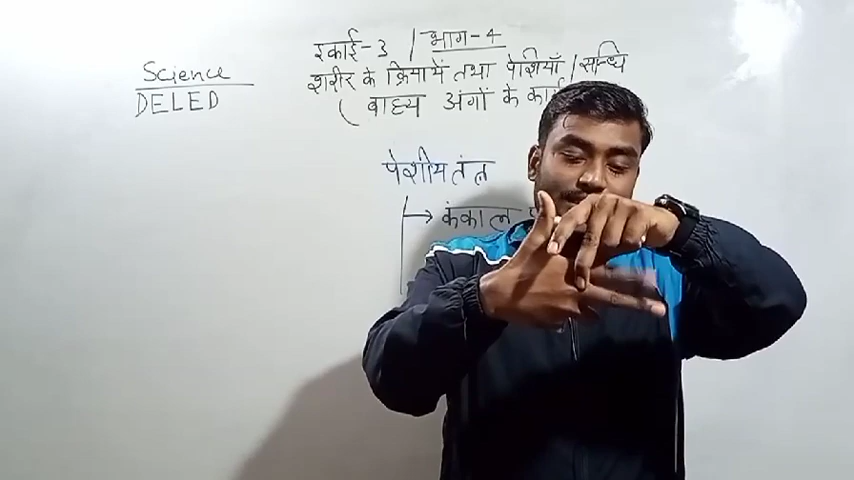 Science
DELED
इकाई-3 / भाग-4
शरीर के क्रियायें तथा पेशियाँ / सन्धि
( वाह्य अंगों के कार्य
पेशीय तंत्र
→ कंकाल